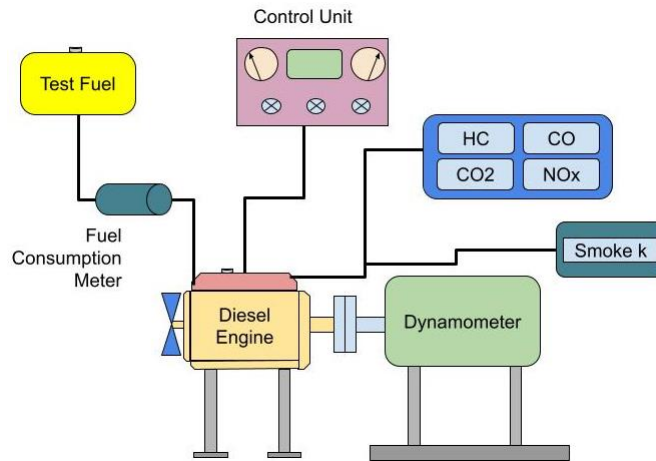 Control Unit
Test Fuel
HC
CO
CO2
NOx
Fuel
Consumption
Meter
Smoke k
Diesel
Engine
Dynamometer